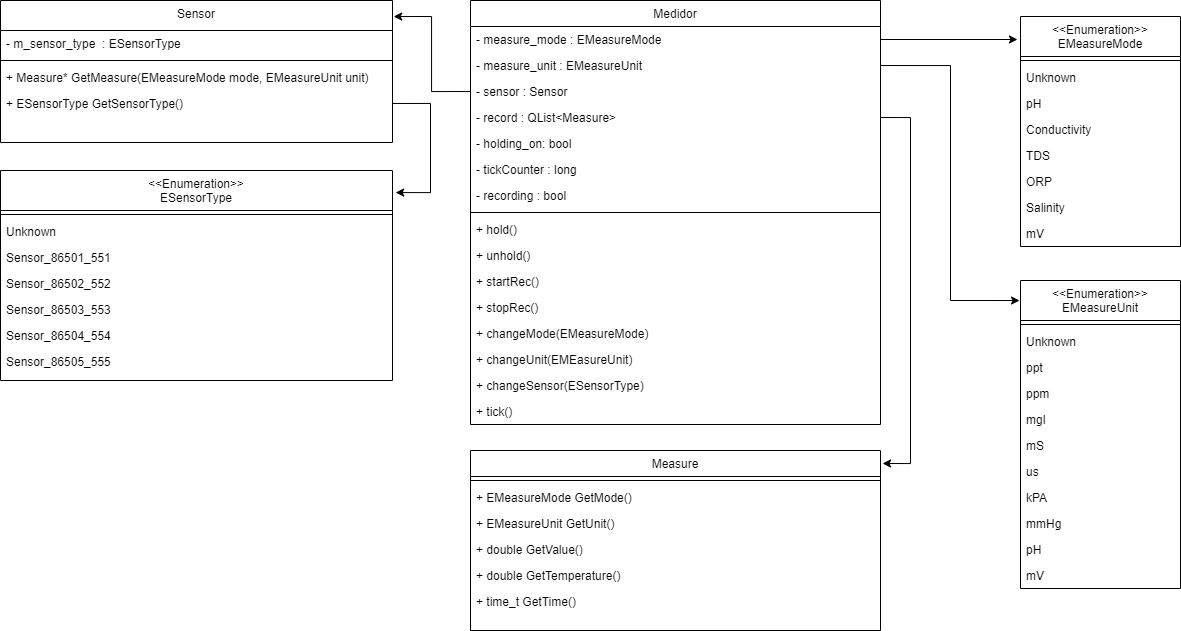 Sensor
- m_sensor_type : ESensorType
+ Measure* GetMeasure(EMeasureMode mode, EMeasureUnit unit)
+ ESensorType GetSensorType()
<<Enumeration>>
ESensorType
Unknown
Sensor_86501_551
Sensor_86502_552
Sensor_86503_553
Sensor_86504_554
Sensor_86505_555
Medidor
- measure_mode : EMeasureMode
- measure_unit : EMeasureUnit
- sensor : Sensor
- record : QList<Measure>
- holding_on: bool
- tickCounter : long
- recording : bool
+ hold()
+ unhold()
+ startRec()
+ stopRec()
+ changeMode(EMeasureMode)
+ changeUnit(EMEasureUnit)
+ changeSensor(ESensorType)
+ tick()
Measure
+ EMeasureMode GetMode()
+ EMeasureUnit GetUnit()
+ double GetValue()
+ double GetTemperature()
+ time_t GetTime()
<<Enumeration>>
EMeasureMode
Unknown
pH
Conductivity
TDS
ORP
Salinity
mV
<<Enumeration>>
EMeasureUnit
Unknown
ppt
ppm
mgl
mS
us
kPA
mmHg
pH
mV